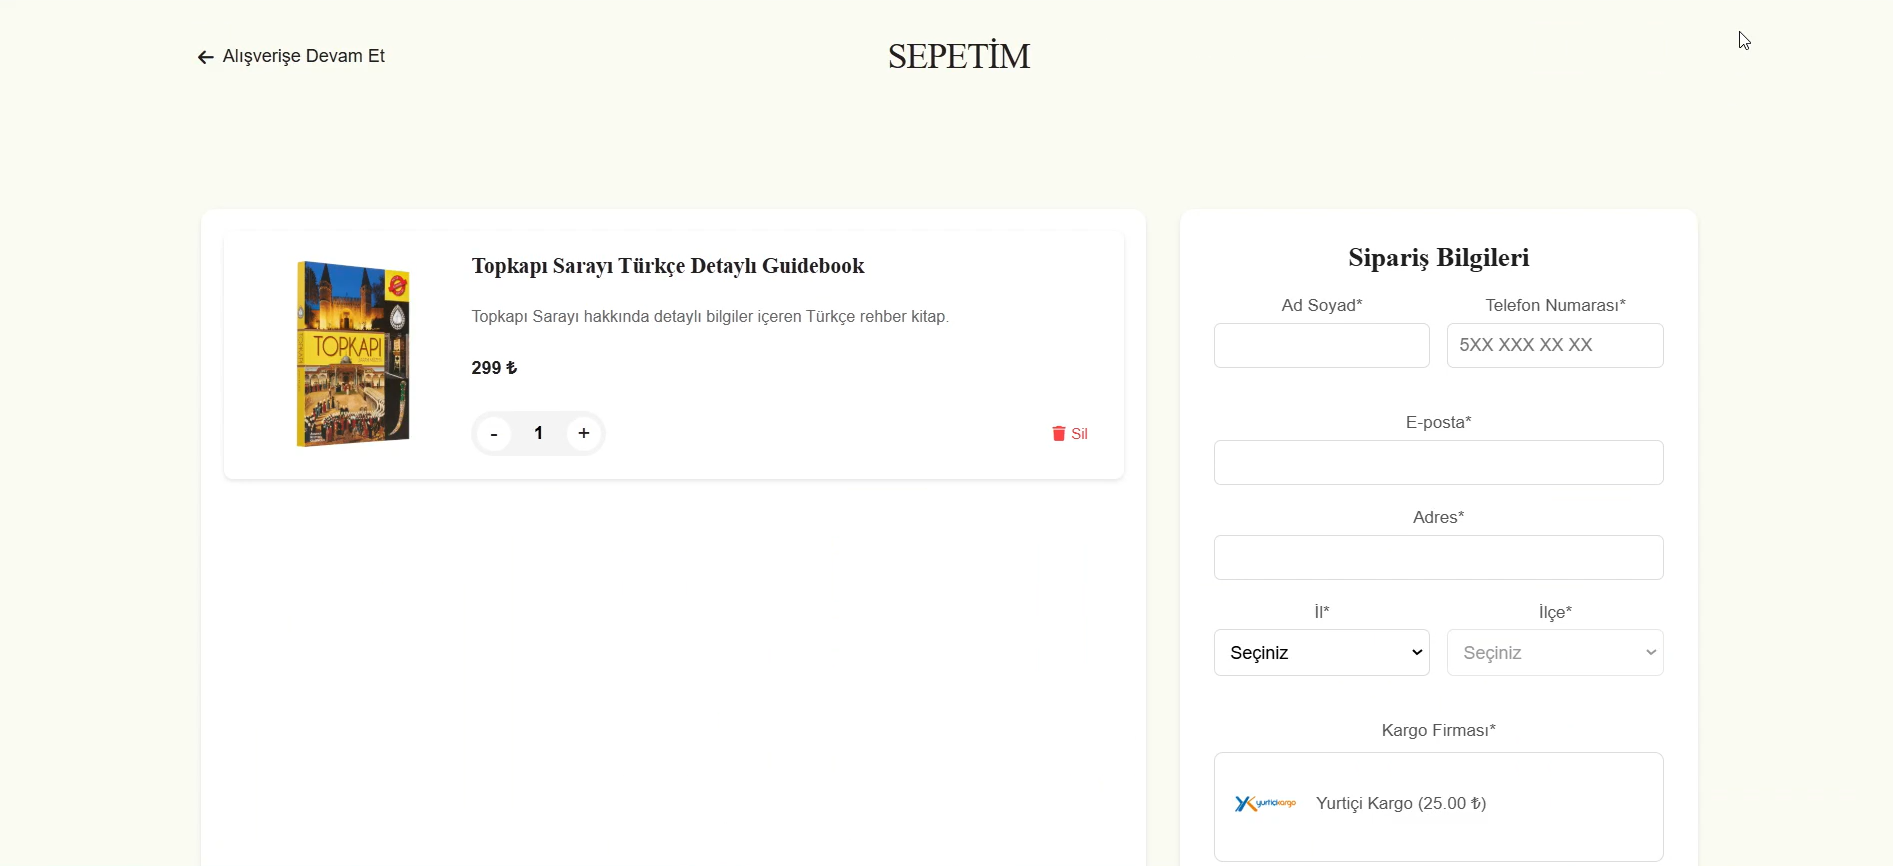 Alışverişe Devam Et
SEPETİM
Topkapı Sarayı Türkçe Detaylı Guidebook
Topkapı Sarayı hakkında detaylı bilgiler içeren Türkçe rehber kitap.
299 ₺
- 1 +
Sil
TOPKAPI
Sipariş Bilgileri
Ad Soyad*
Telefon Numarası*
5XX XXX XX XX
E-posta*
Adres*
İl*
İlçe*
Seçiniz
Seçiniz
Kargo Firması*
yurtiçikargo
Yurtiçi Kargo (25.00 ₺)